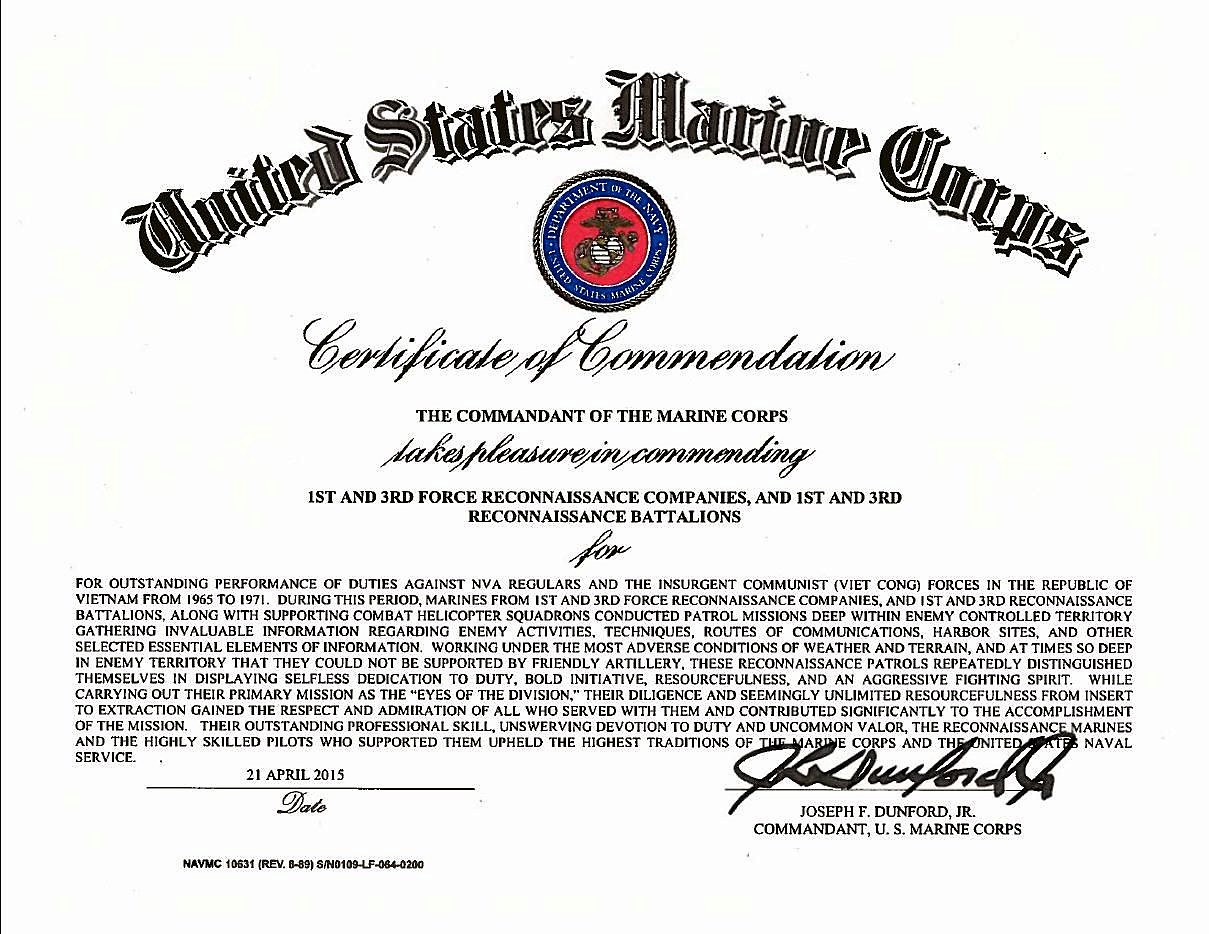 United States Marine Corps
DEPARTMENT OF THE NAVY
UNITED STATES MARINE CORPS
Certificate of Commendation
THE COMMANDANT OF THE MARINE CORPS
takes pleasure in commending
1ST AND 3RD FORCE RECONNAISSANCE COMPANIES, AND 1ST AND 3RD
RECONNAISSANCE BATTALIONS
for
FOR OUTSTANDING PERFORMANCE OF DUTIES AGAINST NVA REGULARS AND THE INSURGENT COMMUNIST (VIET CONG) FORCES IN THE REPUBLIC OF
VIETNAM FROM 1965 TO 1971. DURING THIS PERIOD, MARINES FROM 1ST AND 3RD FORCE RECONNAISSANCE COMPANIES, AND 1ST AND 3RD RECONNAISSANCE
BATTALIONS, ALONG WITH SUPPORTING COMBAT HELICOPTER SQUADRONS CONDUCTED PATROL MISSIONS DEEP WITHIN ENEMY CONTROLLED TERRITORY
GATHERING INVALUABLE INFORMATION REGARDING ENEMY ACTIVITIES, TECHNIQUES, ROUTES OF COMMUNICATIONS, HARBOR SITES, AND OTHER
SELECTED ESSENTIAL ELEMENTS OF INFORMATION. WORKING UNDER THE MOST ADVERSE CONDITIONS OF WEATHER AND TERRAIN, AND AT TIMES SO DEEP
IN ENEMY TERRITORY THAT THEY COULD NOT BE SUPPORTED BY FRIENDLY ARTILLERY, THESE RECONNAISSANCE PATROLS REPEATEDLY DISTINGUISHED
THEMSELVES IN DISPLAYING SELFLESS DEDICATION TO DUTY, BOLD INITIATIVE, RESOURCEFULNESS, AND AN AGGRESSIVE FIGHTING SPIRIT. WHILE
CARRYING OUT THEIR PRIMARY MISSION AS THE "EYES OF THE DIVISION," THEIR DILIGENCE AND SEEMINGLY UNLIMITED RESOURCEFULNESS FROM INSERT
TO EXTRACTION GAINED THE RESPECT AND ADMIRATION OF ALL WHO SERVED WITH THEM AND CONTRIBUTED SIGNIFICANTLY TO THE ACCOMPLISHMENT
OF THE MISSION. THEIR OUTSTANDING PROFESSIONAL SKILL, UNSWERVING DEVOTION TO DUTY AND UNCOMMON VALOR, THE RECONNAISSANCE MARINES
AND THE HIGHLY SKILLED PILOTS WHO SUPPORTED THEM UPHELD THE HIGHEST TRADITIONS OF THE MARINE CORPS AND THE UNITED STATES NAVAL
SERVICE.
21 APRIL 2015
Date
JOSEPH F. DUNFORD, JR.
COMMANDANT, U. S. MARINE CORPS
NAVMC 10631 (REV. 8-89) S/N0109-LF-064-0200